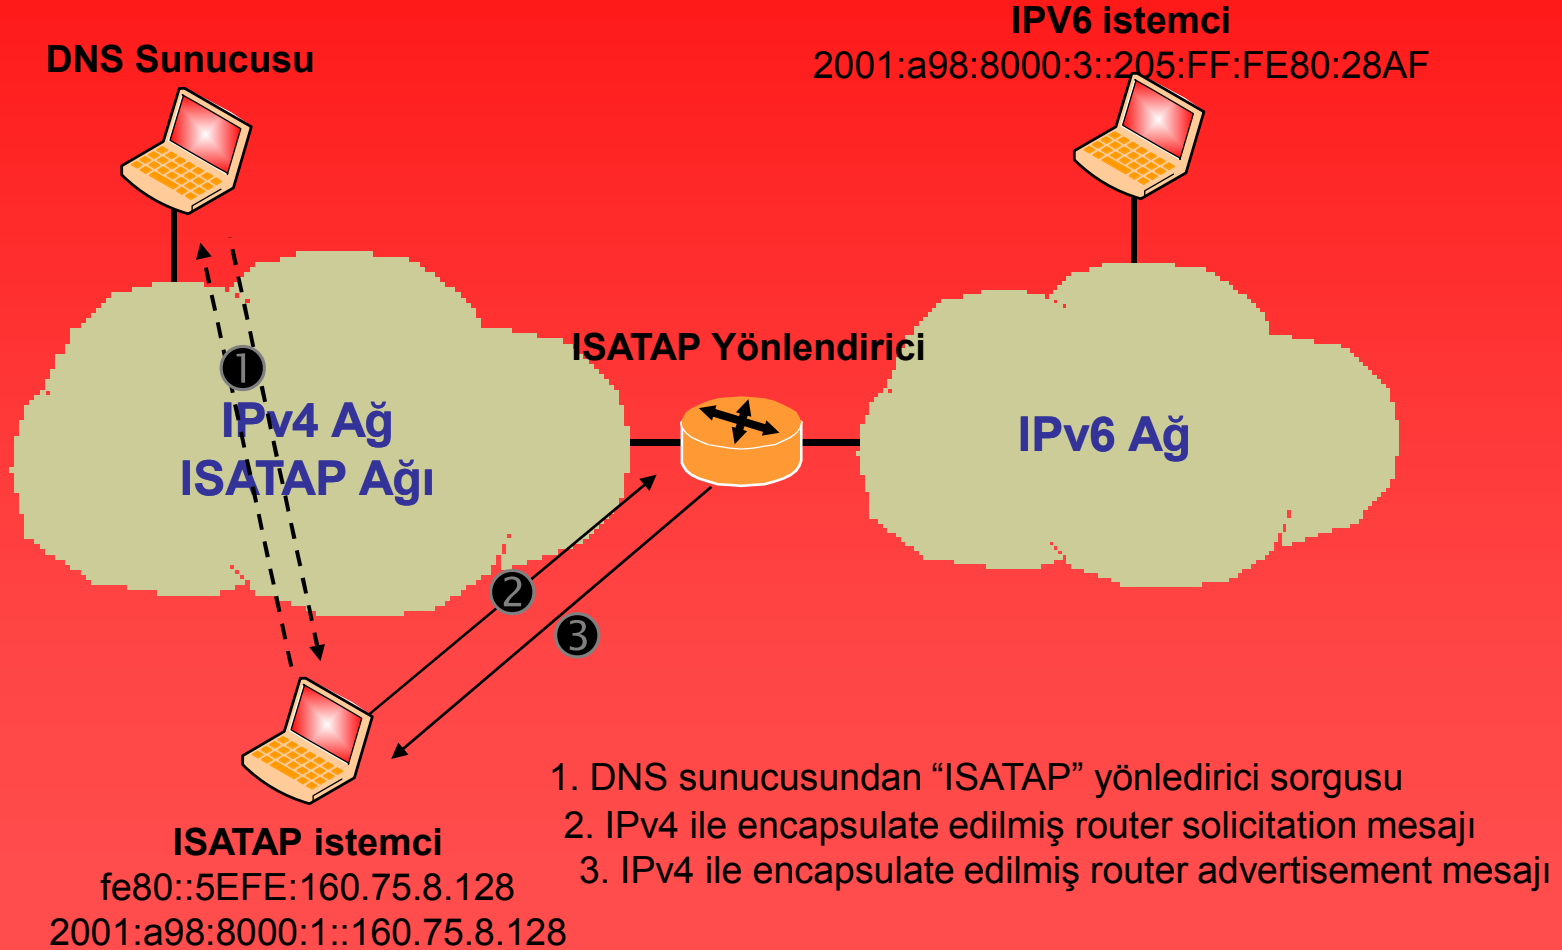 IPV6 istemci
2001:a98:8000:3::205:FF:FE80:28AF
DNS Sunucusu
ISATAP Yönlendirici
1
IPv4 Ağ
ISATAP Ağı
IPv6 Ağ
2
3
1. DNS sunucusundan “ISATAP” yönledirici sorgusu
2. IPv4 ile encapsulate edilmiş router solicitation mesajı
3. IPv4 ile encapsulate edilmiş router advertisement mesajı
ISATAP istemci
fe80::5EFE:160.75.8.128
2001:a98:8000:1::160.75.8.128